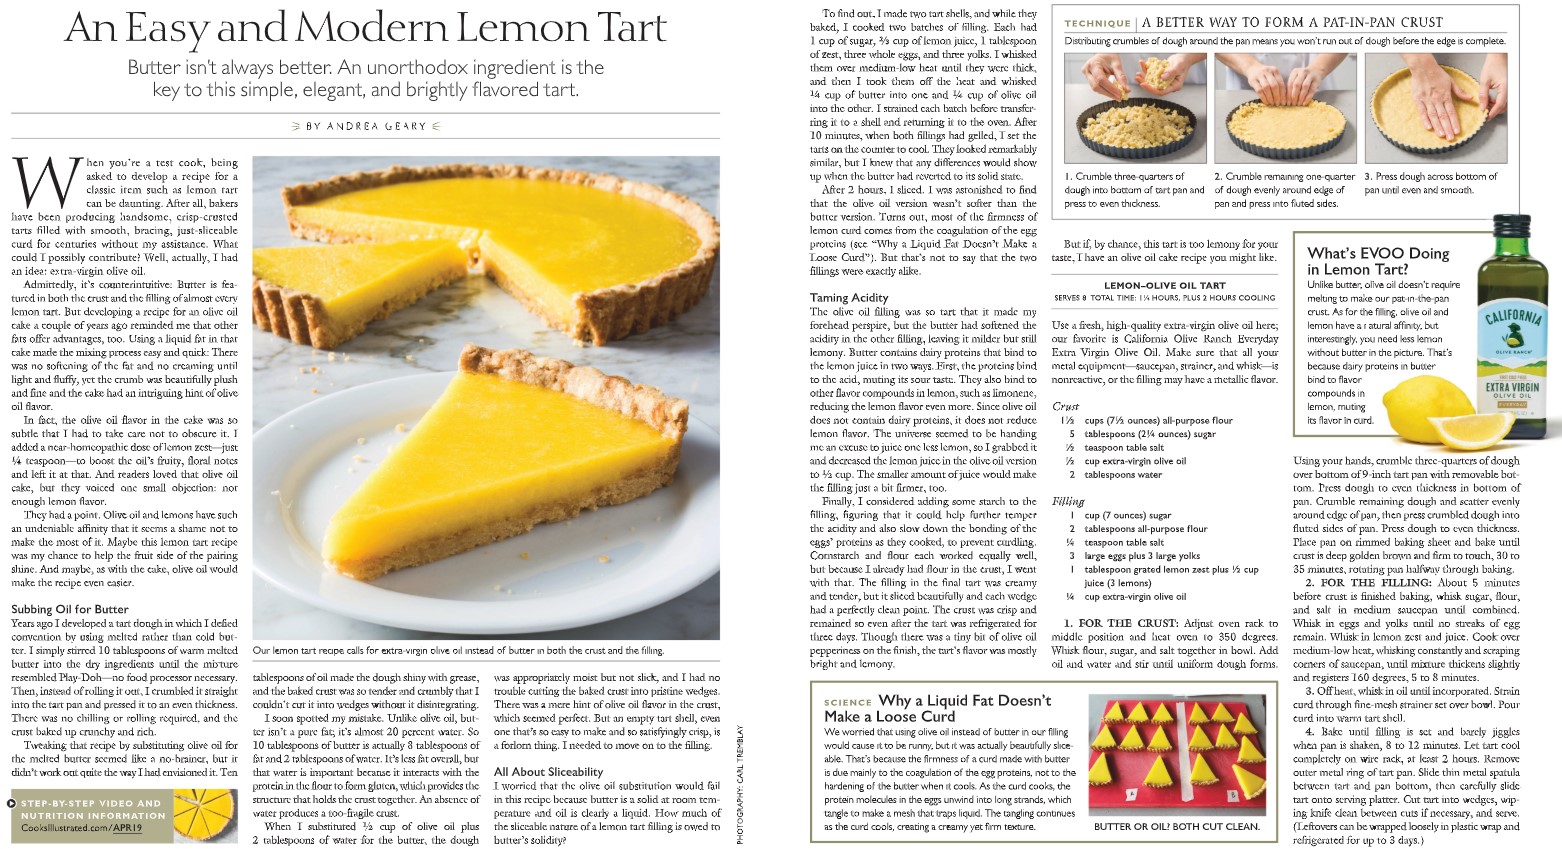 An Easy and Modern Lemon Tart
Butter isn't always better. An unorthodox ingredient is the
key to this simple, elegant, and brightly flavored tart.
BY ANDREA GEARY
When you're a test cook, being
asked to develop a recipe for a
classic item such as lemon tart
can be daunting. After all, bakers
have been producing handsome, crisp-crusted
tarts filled with smooth, bracing, just-sliceable
curd for centuries without my assistance. What
could I possibly contribute? Well, actually, I had
an idea: extra-virgin olive oil.
Admittedly, it's counterintuitive: Butter is fea-
tured in both the crust and the filling of almost every
lemon tart. But developing a recipe for an olive oil
cake a couple of years ago reminded me that other
fats offer advantages, too. Using a liquid fat in that
cake made the mixing process easy and quick: There
was no softening of the fat and no creaming until
light and fluffy, yet the crumb was beautifully plush
and fine and the cake had an intriguing hint of olive
oil flavor.
In fact, the olive oil flavor in the cake was so
subtle that I had to take care not to obscure it. I
added a near-homeopathic dose of lemon zest—just
¼ teaspoon—to boost the oil's fruity, floral notes
and left it at that. And readers loved that olive oil
cake, but they voiced one small objection: not
enough lemon flavor.
They had a point. Olive oil and lemons have such
an undeniable affinity that it seems a shame not to
make the most of it. Maybe this lemon tart recipe
was my chance to help the fruit side of the pairing
shine. And maybe, as with the cake, olive oil would
make the recipe even easier.
Subbing Oil for Butter
Years ago I developed a tart dough in which I defied
convention by using melted rather than cold but-
ter. I simply stirred 10 tablespoons of warm melted
butter into the dry ingredients until the mixture
resembled Play-Doh—no food processor necessary.
Then, instead of rolling it out, I crumbled it straight
into the tart pan and pressed it to an even thickness.
There was no chilling or rolling required, and the
crust baked up crunchy and rich.
Tweaking that recipe by substituting olive oil for
the melted butter seemed like a no-brainer, but it
didn't work out quite the way I had envisioned it. Ten
STEP-BY-STEP VIDEO AND
NUTRITION INFORMATION
CooksIllustrated.com/APR19
Our lemon tart recipe calls for extra-virgin olive oil instead of butter in both the crust and the filling.
tablespoons of oil made the dough shiny with grease,
and the baked crust was so tender and crumbly that I
couldn't cut it into wedges without it disintegrating.
I soon spotted my mistake. Unlike olive oil, but-
ter isn't a pure fat; it's almost 20 percent water. So
10 tablespoons of butter is actually 8 tablespoons of
fat and 2 tablespoons of water. It's less fat overall, but
that water is important because it interacts with the
protein in the flour to form gluten, which provides the
structure that holds the crust together. An absence of
water produces a too-fragile crust.
When I substituted ½ cup of olive oil plus
2 tablespoons of water for the butter, the dough
was appropriately moist but not slick, and I had no
trouble cutting the baked crust into pristine wedges.
There was a mere hint of olive oil flavor in the crust,
which seemed perfect. But an empty tart shell, even
one that's so easy to make and so satisfyingly crisp, is
a forlorn thing. I needed to move on to the filling.
All About Sliceability
I worried that the olive oil substitution would fail
in this recipe because butter is a solid at room tem-
perature and oil is clearly a liquid. How much of
the sliceable nature of a lemon tart filling is owed to
butter's solidity?
PHOTOGRAPHY: CARL TREMBLAY
To find out, I made two tart shells, and while they
baked, I cooked two batches of filling. Each had
1 cup of sugar, ⅔ cup of lemon juice, 1 tablespoon
of zest, three whole eggs, and three yolks. I whisked
them over medium-low heat until they were thick,
and then I took them off the heat and whisked
¼ cup of butter into one and ¼ cup of olive oil
into the other. I strained each batch before transfer-
ring it to a shell and returning it to the oven. After
10 minutes, when both fillings had gelled, I set the
tarts on the counter to cool. They looked remarkably
similar, but I knew that any differences would show
up when the butter had reverted to its solid state.
After 2 hours, I sliced. I was astonished to find
that the olive oil version wasn't softer than the
butter version. Turns out, most of the firmness of
lemon curd comes from the coagulation of the egg
proteins (see "Why a Liquid Fat Doesn't Make a
Loose Curd"). But that's not to say that the two
fillings were exactly alike.
Taming Acidity
The olive oil filling was so tart that it made my
forehead perspire, but the butter had softened the
acidity in the other filling, leaving it milder but still
lemony. Butter contains dairy proteins that bind to
the lemon juice in two ways. First, the proteins bind
to the acid, muting its sour taste. They also bind to
other flavor compounds in lemon, such as limonene,
reducing the lemon flavor even more. Since olive oil
does not contain dairy proteins, it does not reduce
lemon flavor. The universe seemed to be handing
me an excuse to juice one less lemon, so I grabbed it
and decreased the lemon juice in the olive oil version
to ½ cup. The smaller amount of juice would make
the filling just a bit firmer, too.
Finally, I considered adding some starch to the
filling, figuring that it could help further temper
the acidity and also slow down the bonding of the
eggs' proteins as they cooked, to prevent curdling.
Cornstarch and flour each worked equally well,
but because I already had flour in the crust, I went
with that. The filling in the final tart was creamy
and tender, but it sliced beautifully and each wedge
had a perfectly clean point. The crust was crisp and
remained so even after the tart was refrigerated for
three days. Though there was a tiny bit of olive oil
pepperiness on the finish, the tart's flavor was mostly
bright and lemony.
TECHNIQUE | A BETTER WAY TO FORM A PAT-IN-PAN CRUST
Distributing crumbles of dough around the pan means you won't run out of dough before the edge is complete.
1. Crumble three-quarters of
dough into bottom of tart pan and
press to even thickness.
2. Crumble remaining one-quarter
of dough evenly around edge of
pan and press into fluted sides.
3. Press dough across bottom of
pan until even and smooth.
But if, by chance, this tart is too lemony for your
taste, I have an olive oil cake recipe you might like.
LEMON–OLIVE OIL TART
SERVES 8 TOTAL TIME: 1¼ HOURS, PLUS 2 HOURS COOLING
Use a fresh, high-quality extra-virgin olive oil here;
our favorite is California Olive Ranch Everyday
Extra Virgin Olive Oil. Make sure that all your
metal equipment—saucepan, strainer, and whisk—is
nonreactive, or the filling may have a metallic flavor.
Crust
1½ cups (7½ ounces) all-purpose flour
5 tablespoons (2¼ ounces) sugar
½ teaspoon table salt
½ cup extra-virgin olive oil
2 tablespoons water
Filling
1 cup (7 ounces) sugar
2 tablespoons all-purpose flour
¼ teaspoon table salt
3 large eggs plus 3 large yolks
1 tablespoon grated lemon zest plus ½ cup
juice (3 lemons)
¼ cup extra-virgin olive oil
1. FOR THE CRUST: Adjust oven rack to
middle position and heat oven to 350 degrees.
Whisk flour, sugar, and salt together in bowl. Add
oil and water and stir until uniform dough forms.
What's EVOO Doing
in Lemon Tart?
Unlike butter, olive oil doesn't require
melting to make our pat-in-the-pan
crust. As for the filling, olive oil and
lemon have a natural affinity, but
interestingly, you need less lemon
without butter in the picture. That's
because dairy proteins in butter
bind to flavor
compounds in
lemon, muting
its flavor in curd.
CALIFORNIA
OLIVE RANCH
EXTRA VIRGIN
OLIVE OIL
EVERYDAY
Using your hands, crumble three-quarters of dough
over bottom of 9-inch tart pan with removable bot-
tom. Press dough to even thickness in bottom of
pan. Crumble remaining dough and scatter evenly
around edge of pan, then press crumbled dough into
fluted sides of pan. Press dough to even thickness.
Place pan on rimmed baking sheet and bake until
crust is deep golden brown and firm to touch, 30 to
35 minutes, rotating pan halfway through baking.
2. FOR THE FILLING: About 5 minutes
before crust is finished baking, whisk sugar, flour,
and salt in medium saucepan until combined.
Whisk in eggs and yolks until no streaks of egg
remain. Whisk in lemon zest and juice. Cook over
medium-low heat, whisking constantly and scraping
corners of saucepan, until mixture thickens slightly
and registers 160 degrees, 5 to 8 minutes.
3. Off heat, whisk in oil until incorporated. Strain
curd through fine-mesh strainer set over bowl. Pour
curd into warm tart shell.
4. Bake until filling is set and barely jiggles
when pan is shaken, 8 to 12 minutes. Let tart cool
completely on wire rack, at least 2 hours. Remove
outer metal ring of tart pan. Slide thin metal spatula
between tart and pan bottom, then carefully slide
tart onto serving platter. Cut tart into wedges, wip-
ing knife clean between cuts if necessary, and serve.
(Leftovers can be wrapped loosely in plastic wrap and
refrigerated for up to 3 days.)
SCIENCE Why a Liquid Fat Doesn't
Make a Loose Curd
We worried that using olive oil instead of butter in our filling
would cause it to be runny, but it was actually beautifully slice-
able. That's because the firmness of a curd made with butter
is due mainly to the coagulation of the egg proteins, not to the
hardening of the butter when it cools. As the curd cooks, the
protein molecules in the eggs unwind into long strands, which
tangle to make a mesh that traps liquid. The tangling continues
as the curd cools, creating a creamy yet firm texture.
A
B
BUTTER OR OIL? BOTH CUT CLEAN.